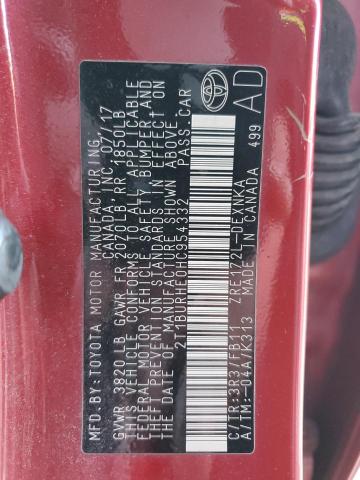 MFD.BY:TOYOTA MOTOR MANUFACTURING,
CANADA, INC. 07/17
GVWR 3820 LB GAWR FR 2070LB RR 1850LB
THIS VEHICLE CONFORMS TO ALL APPLICABLE
FEDERAL MOTOR VEHICLE SAFETY, BUMPER, AND
THEFT PREVENTION STANDARDS IN EFFECT ON
THE DATE OF MANUFACTURE SHOWN ABOVE.
2T1BURHE0HC954332 PASS.CAR
C/TR:3R3/FB11 ZRE172L-DEXNKA
A/TM:-04A/K313 MADE IN CANADA
499
AD